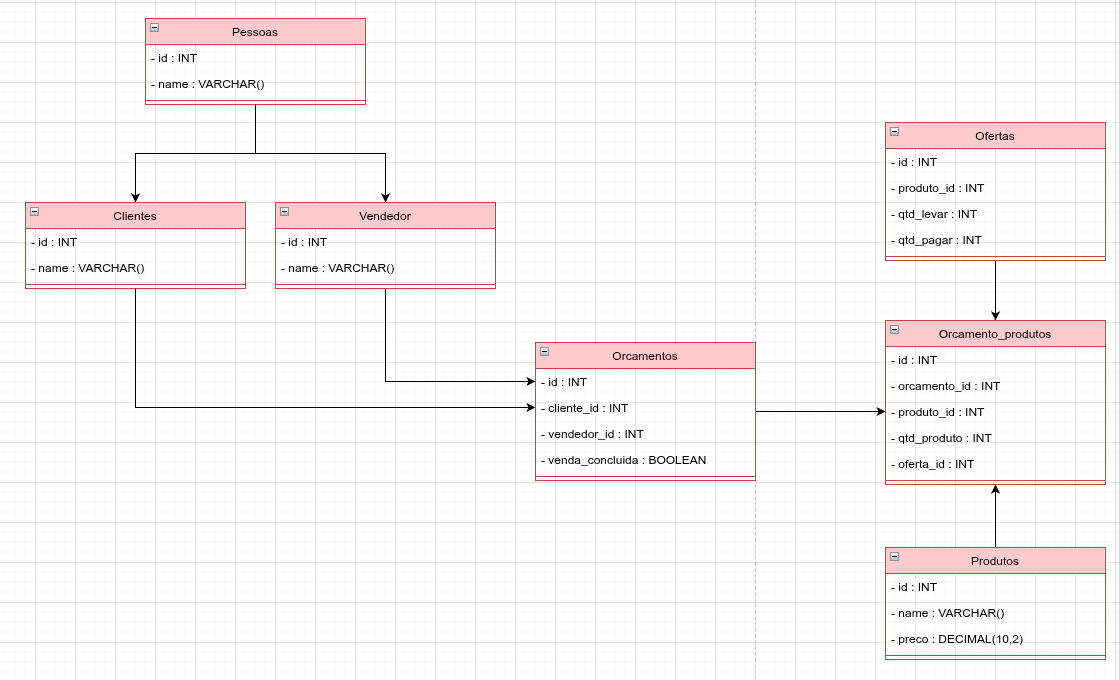 Pessoas
- id : INT
- name : VARCHAR()
Clientes
- id : INT
- name : VARCHAR()
Vendedor
- id : INT
- name : VARCHAR()
Orcamentos
- id : INT
- cliente_id : INT
- vendedor_id : INT
- venda_concluida : BOOLEAN
Ofertas
- id : INT
- produto_id : INT
- qtd_levar : INT
- qtd_pagar : INT
Orcamento_produtos
- id : INT
- orcamento_id : INT
- produto_id : INT
- qtd_produto : INT
- oferta_id : INT
Produtos
- id : INT
- name : VARCHAR()
- preco : DECIMAL(10,2)